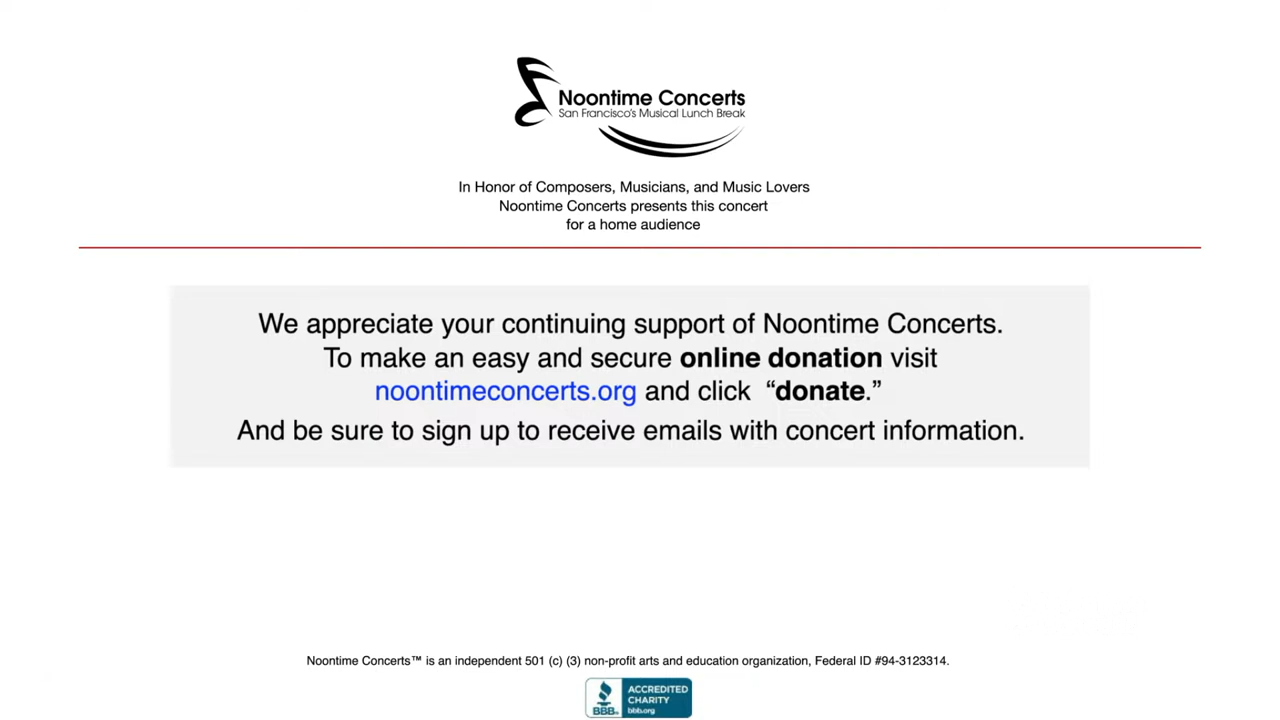 Noontime Concerts
San Francisco's Musical Lunch Break
In Honor of Composers, Musicians, and Music Lovers
Noontime Concerts presents this concert
for a home audience
We appreciate your continuing support of Noontime Concerts.
To make an easy and secure online donation visit
noontimeconcerts.org and click “donate.”
And be sure to sign up to receive emails with concert information.
Noontime Concerts™ is an independent 501 (c) (3) non-profit arts and education organization, Federal ID #94-3123314.
ACCREDITED
CHARITY
BBB. bbb.org